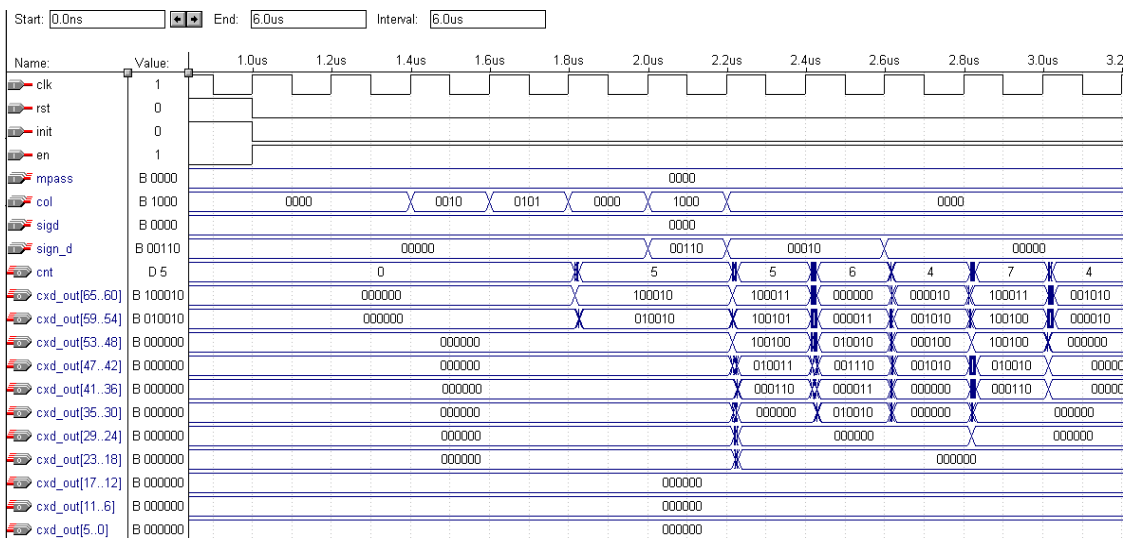 Start: 0.0ns End: 6.0us Interval: 6.0us
Name: Value: 1.0us 1.2us 1.4us 1.6us 1.8us 2.0us 2.2us 2.4us 2.6us 2.8us 3.0us 3.2
clk 1
rst 0
init 0
en 1
mpass B 0000 0000
col B 1000 0000 0010 0101 0000 1000 0000
sigd B 0000 0000
sign_d B 00110 00000 00110 00010 00000
cnt D 5 0 5 5 6 4 7 4
cxd_out[65..60] B 100010 000000 100010 100011 000000 000010 100011 001010
cxd_out[59..54] B 010010 000000 010010 100101 000011 001010 100100 000010
cxd_out[53..48] B 000000 000000 100100 010010 000100 100100 000000
cxd_out[47..42] B 000000 000000 010011 001110 001010 010010 00000
cxd_out[41..36] B 000000 000000 000110 000011 000000 000110 00000
cxd_out[35..30] B 000000 000000 000000 010010 000000 000000
cxd_out[29..24] B 000000 000000 000000 000000
cxd_out[23..18] B 000000 000000 000000
cxd_out[17..12] B 000000 000000
cxd_out[11..6] B 000000 000000
cxd_out[5..0] B 000000 000000